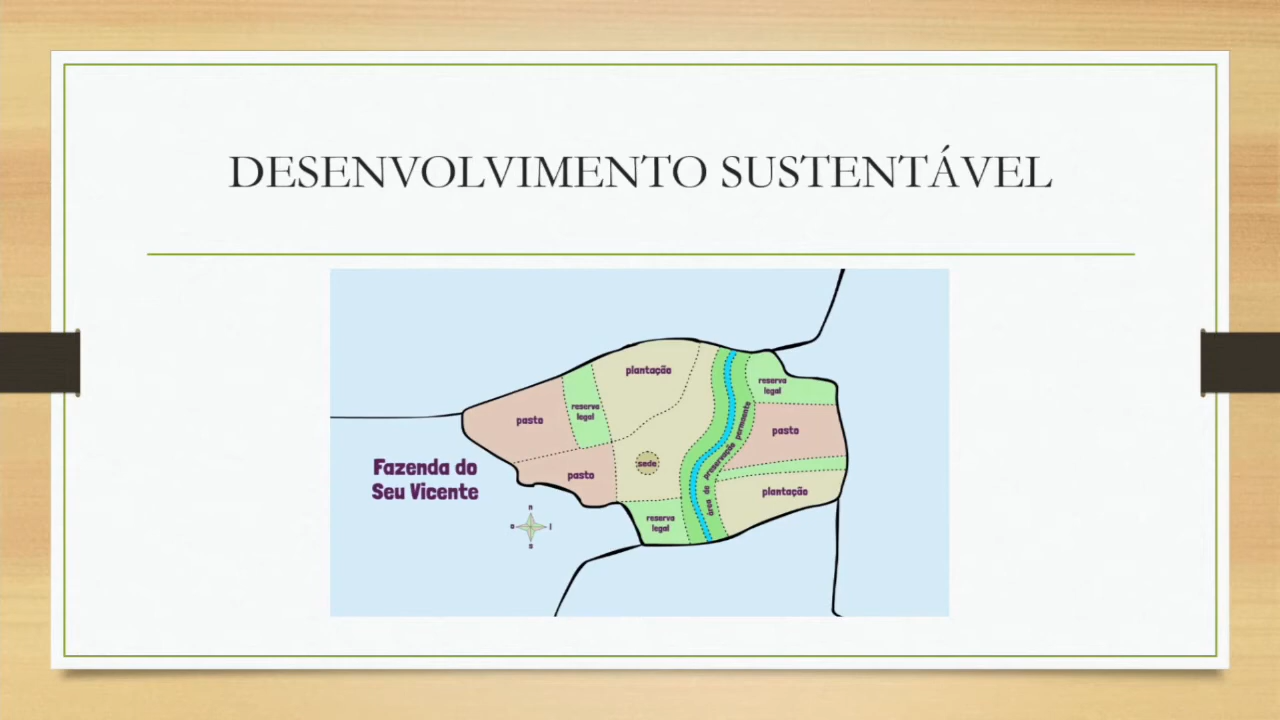 DESENVOLVIMENTO SUSTENTÁVEL
plantação
reserva
legal
reserva
legal
pasto
pasto
área de preservação permanente
sede
Fazenda do
Seu Vicente
pasto
plantação
reserva
legal
n
o
l
s